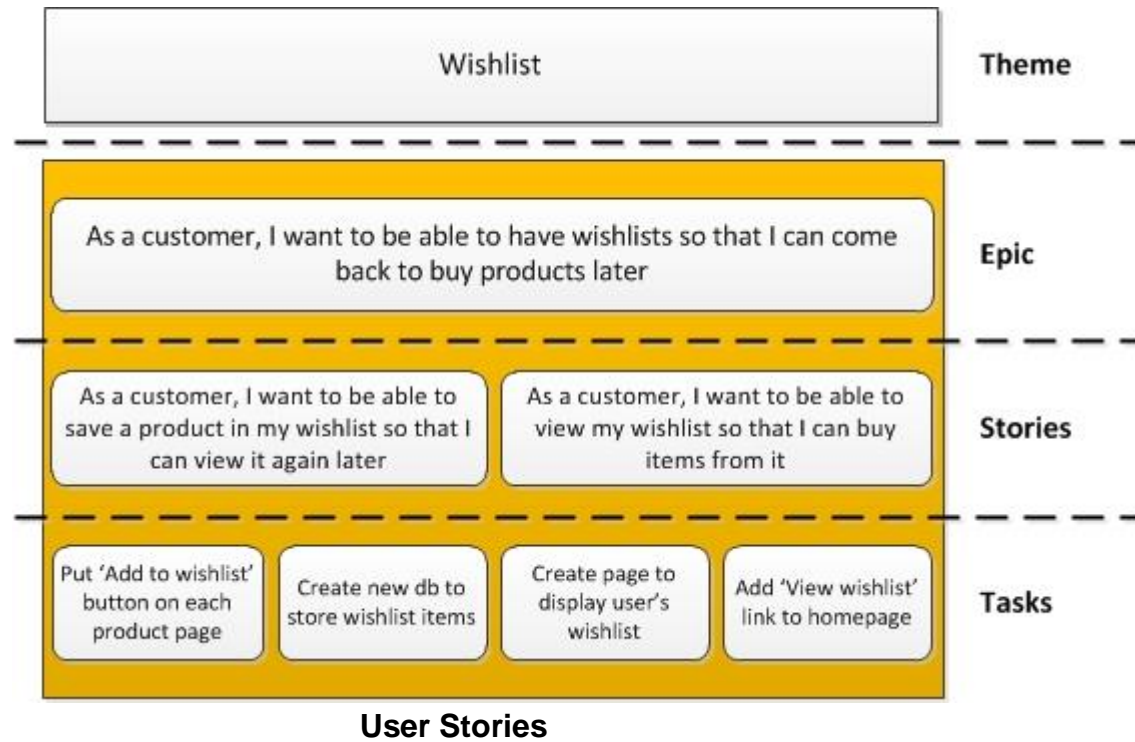 Wishlist
Theme
As a customer, I want to be able to have wishlists so that I can come
back to buy products later
Epic
As a customer, I want to be able to
save a product in my wishlist so that I
can view it again later
As a customer, I want to be able to
view my wishlist so that I can buy
items from it
Stories
Put ‘Add to wishlist’
button on each
product page
Create new db to
store wishlist items
Create page to
display user’s
wishlist
Add ‘View wishlist’
link to homepage
Tasks
User Stories